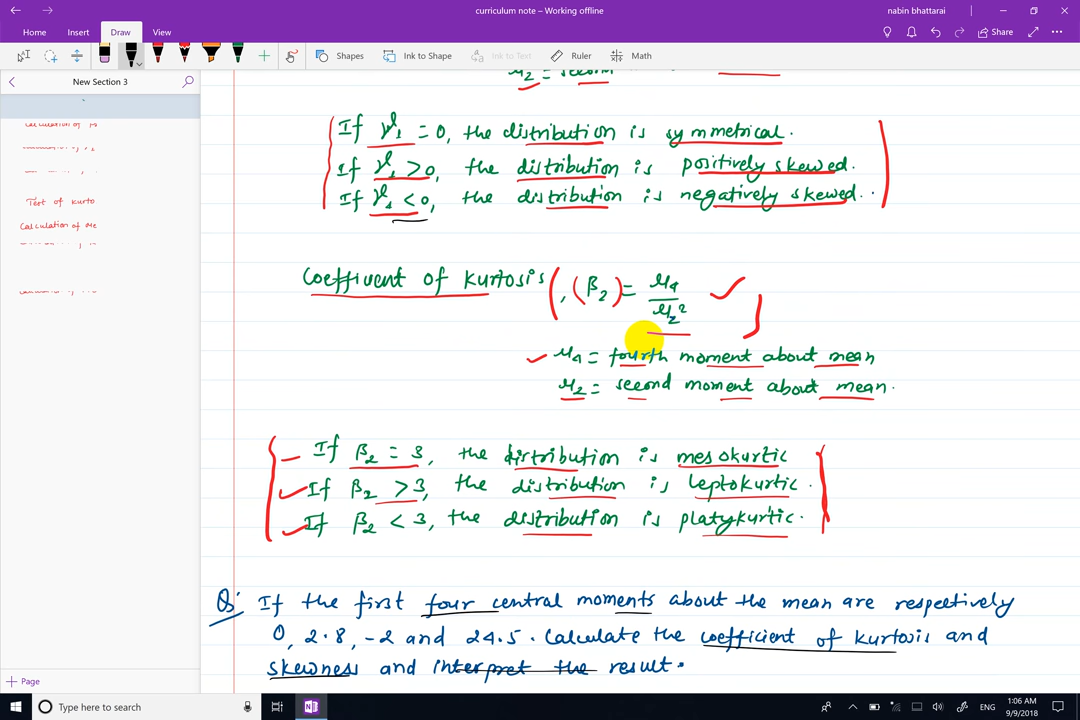 curriculum note – Working offline
nabin bhattarai
Home Insert Draw View
Share
Shapes Ink to Shape Ink to Text Ruler Math
New Section 3
Test of kurto
Calculation of Me
μ2 = second
If γ1 = 0, the distribution is symmetrical.
If γ1 > 0, the distribution is positively skewed.
If γ1 < 0, the distribution is negatively skewed.
Coefficient of Kurtosis, (β2) = μ4 / μ2²
μ4 = fourth moment about mean
μ2 = second moment about mean.
If β2 = 3, the distribution is mesokurtic
If β2 > 3, the distribution is leptokurtic.
If β2 < 3, the distribution is platykurtic.
Q: If the first four central moments about the mean are respectively
0, 2.8, -2 and 24.5. Calculate the coefficient of kurtosis and
skewness and interpret the result.
+ Page
Type here to search
ENG
1:06 AM
9/9/2018